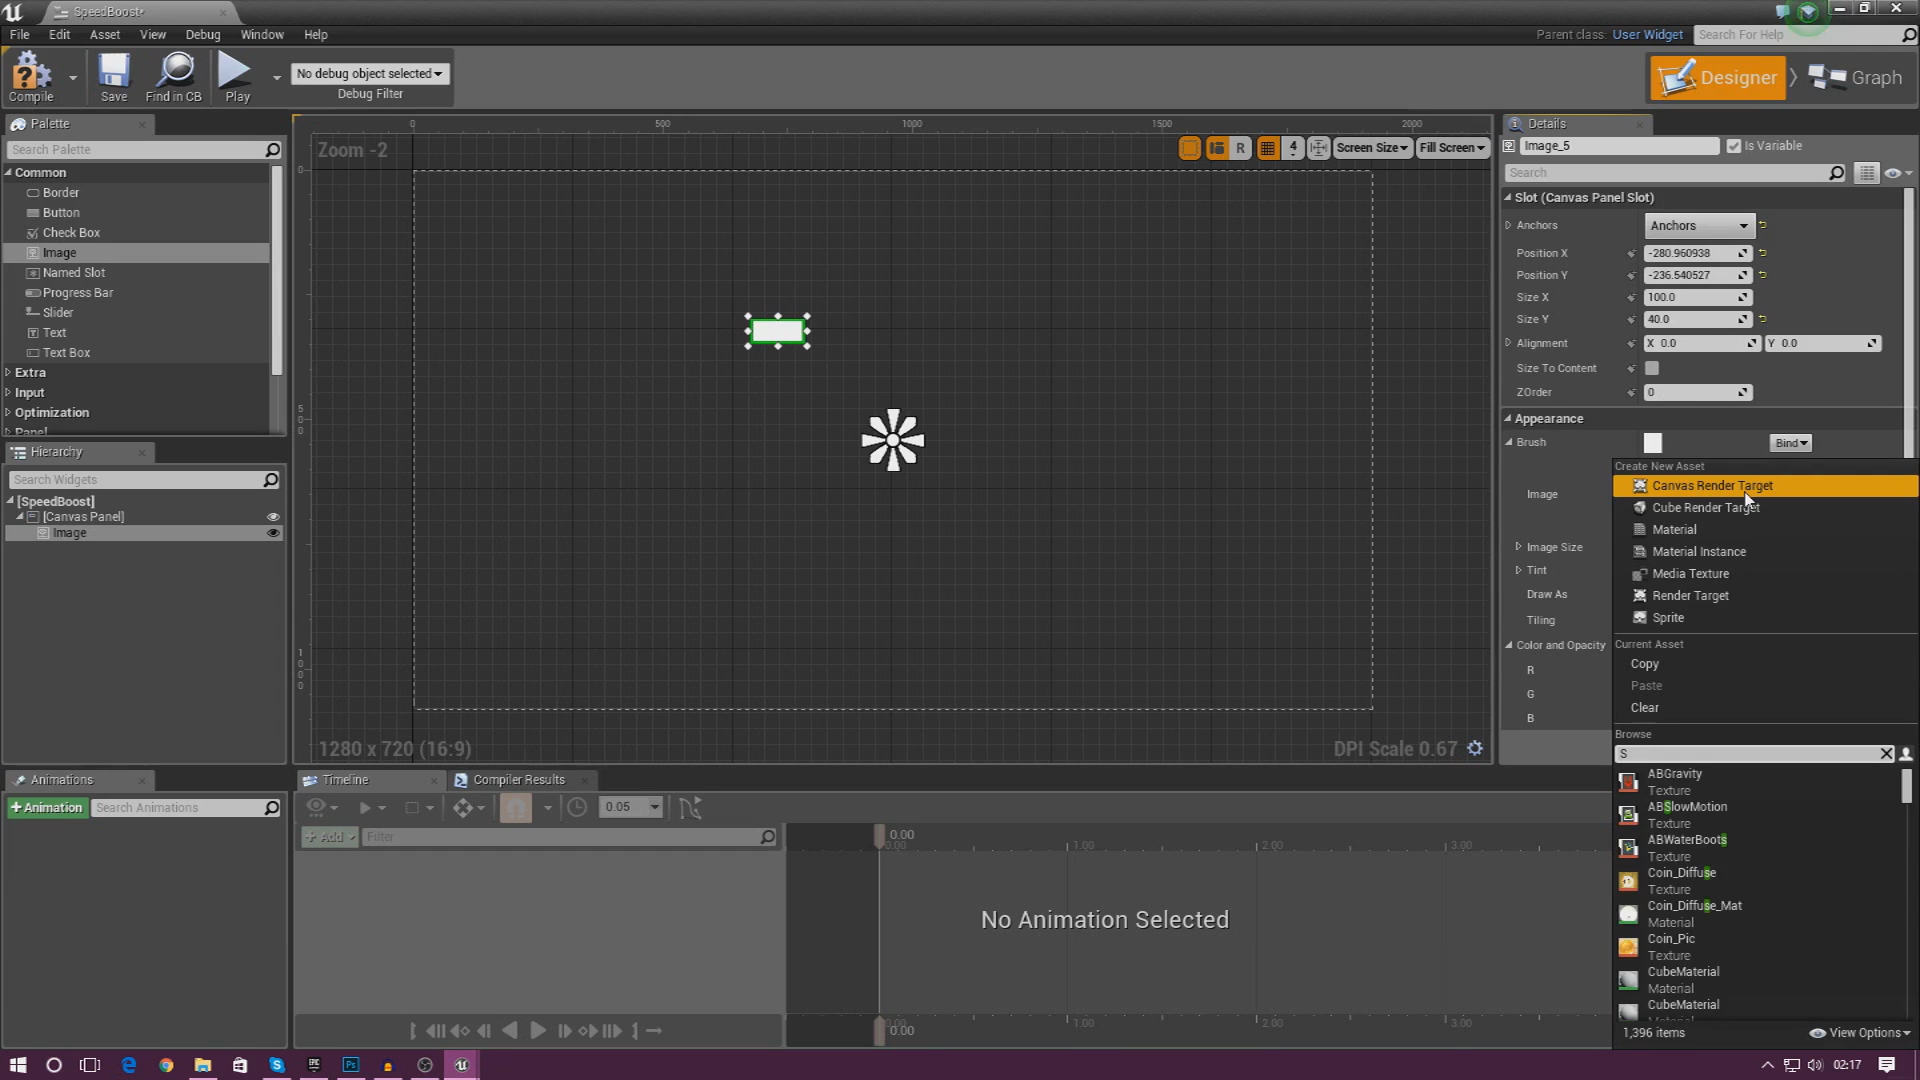 SpeedBoost*
File Edit Asset View Debug Window Help
Parent class: User Widget Search For Help
Compile Save Find in CB Play
No debug object selected
Debug Filter
Designer Graph
Palette
Search Palette
Common
Border
Button
Check Box
Image
Named Slot
Progress Bar
Slider
Text
Text Box
Extra
Input
Optimization
Panel
Hierarchy
Search Widgets
[SpeedBoost]
[Canvas Panel]
Image
Animations
+Animation Search Animations
0 500 1000 1500 2000
Zoom -2
R 4 Screen Size Fill Screen
0
500
1000
1280 x 720 (16:9)
DPI Scale 0.67
Timeline Compiler Results
0.05
+ Add Filter
0.00
0.00 1.00 2.00 3.00
No Animation Selected
0.00 1.00 2.00 3.00
0.00
Details
Image_5 Is Variable
Search
Slot (Canvas Panel Slot)
Anchors Anchors
Position X -280.960938
Position Y -236.540527
Size X 100.0
Size Y 40.0
Alignment X 0.0 Y 0.0
Size To Content
ZOrder 0
Appearance
Brush Bind
Image
Image Size
Tint
Draw As
Tiling
Color and Opacity
R
G
B
Create New Asset
Canvas Render Target
Cube Render Target
Material
Material Instance
Media Texture
Render Target
Sprite
Current Asset
Copy
Paste
Clear
Browse
S
ABGravity
Texture
ABSlowMotion
Texture
ABWaterBoots
Texture
Coin_Diffuse
Texture
Coin_Diffuse_Mat
Material
Coin_Pic
Texture
CubeMaterial
Material
CubeMaterial
1,396 items View Options
02:17